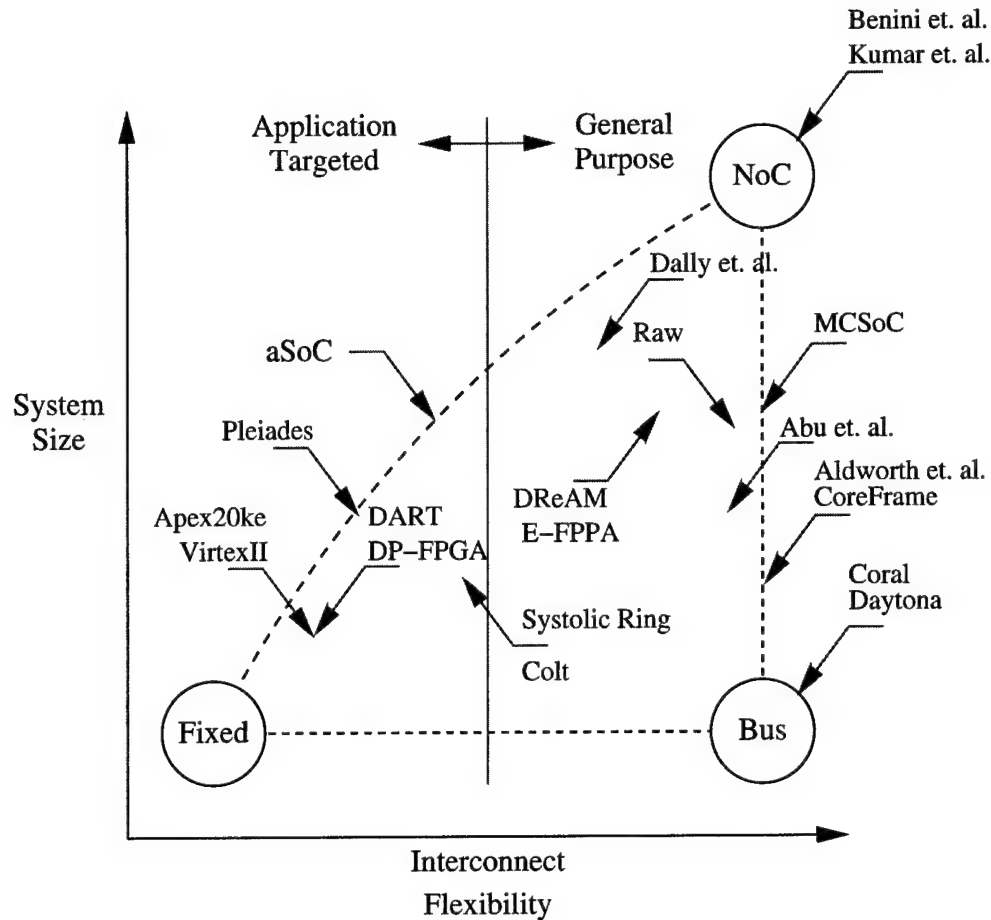 Benini et. al.
Kumar et. al.
Application
Targeted
General
Purpose
NoC
Dally et. al.
aSoC
Raw
MCSoC
System
Size
Pleiades
Abu et. al.
Aldworth et. al.
CoreFrame
DReAM
E–FPPA
Apex20ke
VirtexII
DART
DP–FPGA
Coral
Daytona
Systolic Ring
Colt
Fixed
Bus
Interconnect
Flexibility